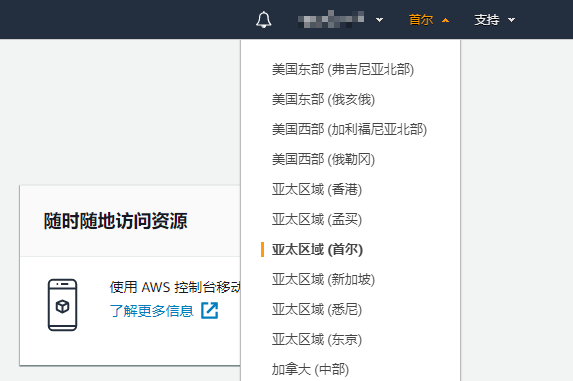 首尔 支持
美国东部 (弗吉尼亚北部)
美国东部 (俄亥俄)
美国西部 (加利福尼亚北部)
美国西部 (俄勒冈)
亚太区域 (香港)
亚太区域 (孟买)
亚太区域 (首尔)
亚太区域 (新加坡)
亚太区域 (悉尼)
亚太区域 (东京)
加拿大 (中部)
随时随地访问资源
使用 AWS 控制台移动
了解更多信息